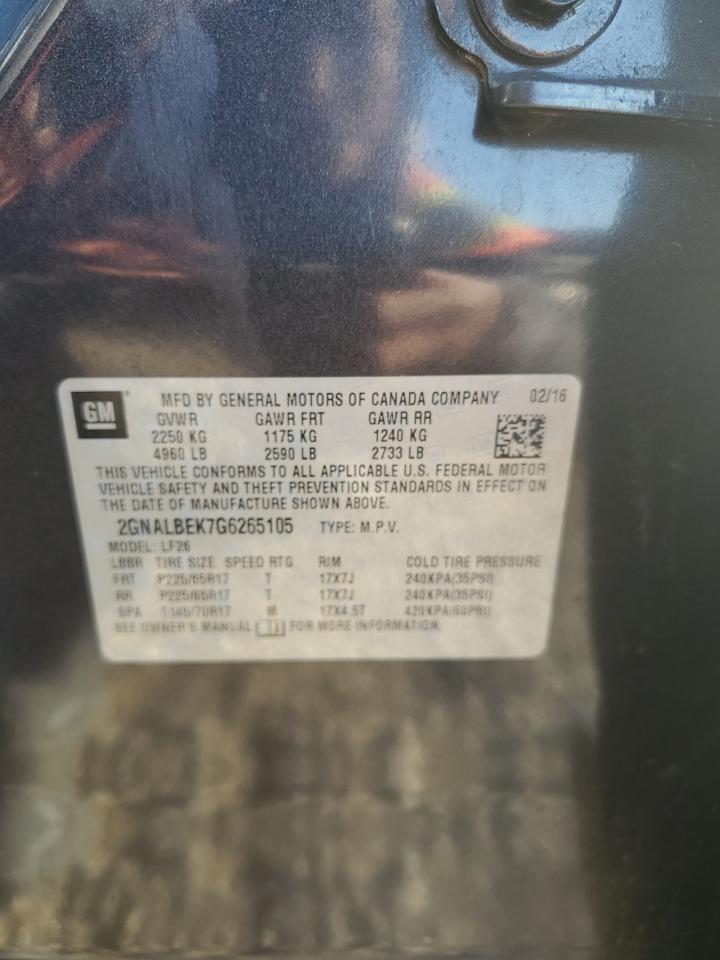 GM MFD BY GENERAL MOTORS OF CANADA COMPANY 02/16
GVWR GAWR FRT GAWR RR
2250 KG 1175 KG 1240 KG
4960 LB 2590 LB 2733 LB
THIS VEHICLE CONFORMS TO ALL APPLICABLE U.S. FEDERAL MOTOR
VEHICLE SAFETY AND THEFT PREVENTION STANDARDS IN EFFECT ON
THE DATE OF MANUFACTURE SHOWN ABOVE.
2GNALBEK7G6265105 TYPE: M.P.V.
MODEL: LF26
LBBR TIRE SIZE SPEED RTG RIM COLD TIRE PRESSURE
FRT P225/65R17 T 17X7J 240KPA(35PSI)
RR P225/65R17 T 17X7J 240KPA(35PSI)
SPA T145/70R17 M 17X4.5T 420KPA(60PSI)
SEE OWNER'S MANUAL FOR MORE INFORMATION.